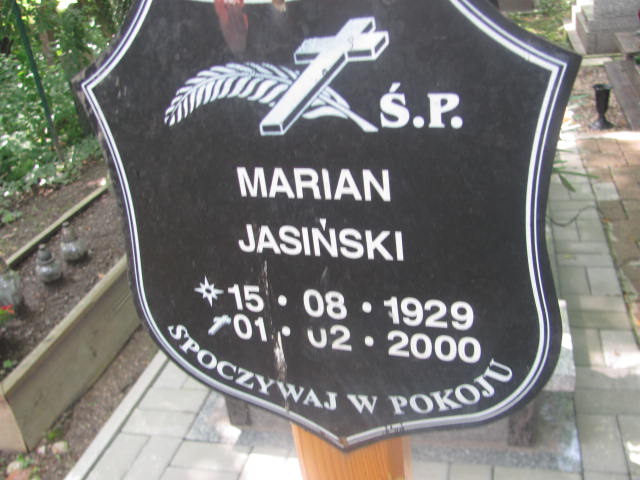 Ś.P.
MARIAN
JASIŃSKI
15 · 08 · 1929
01 · 02 · 2000
SPOCZYWAJ W POKOJU